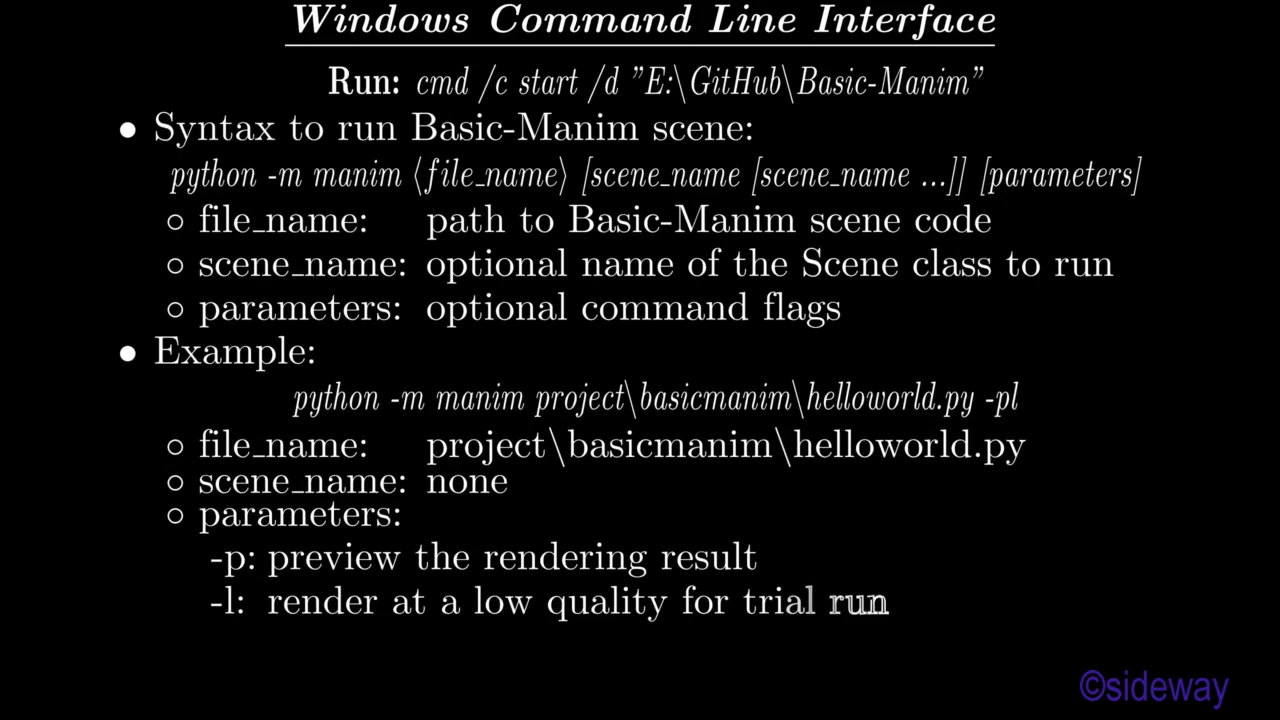 Windows Command Line Interface
Run: cmd /c start /d ”E:\GitHub\Basic-Manim”
• Syntax to run Basic-Manim scene:
python -m manim ⟨file_name⟩ [scene_name [scene_name ...]] [parameters]
○ file_name: path to Basic-Manim scene code
○ scene_name: optional name of the Scene class to run
○ parameters: optional command flags
• Example:
python -m manim project\basicmanim\helloworld.py -pl
○ file_name: project\basicmanim\helloworld.py
○ scene_name: none
○ parameters:
-p: preview the rendering result
-l: render at a low quality for trial run
©sideway